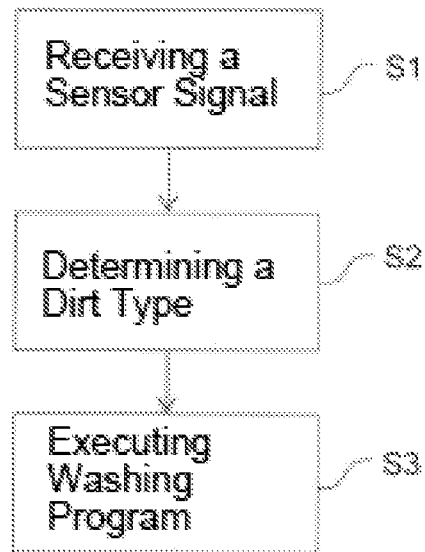 Receiving a
Sensor Signal
S1
Determining a
Dirt Type
S2
Executing
Washing
Program
S3